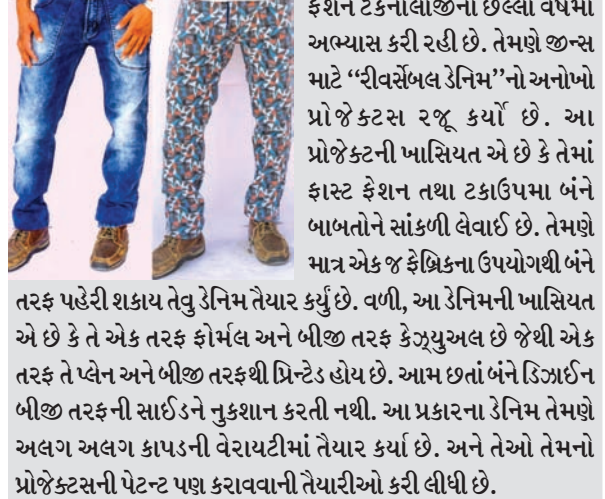 ફેશન ટેકનોલોજીના છેલ્લા વર્ષમાં
અભ્યાસ કરી રહી છે. તેમણે જીન્સ
માટે ‘‘રીવર્સેબલ ડેનિમ’’નો અનોખો
પ્રોજેક્ટસ રજૂ કર્યો છે. આ
પ્રોજેક્ટની ખાસિયત એ છે કે તેમાં
ફાસ્ટ ફેશન તથા ટકાઉપમા બંને
બાબતોને સાંકળી લેવાઈ છે. તેમણે
માત્ર એક જ ફેબ્રિકના ઉપયોગથી બંને
તરફ પહેરી શકાય તેવુ ડેનિમ તૈયાર કર્યું છે. વળી, આ ડેનિમની ખાસિયત
એ છે કે તે એક તરફ ફોર્મલ અને બીજી તરફ કેઝ્યુઅલ છે જેથી એક
તરફ તે પ્લેન અને બીજી તરફથી પ્રિન્ટેડ હોય છે. આમ છતાં બંને ડિઝાઈન
બીજી તરફની સાઈડને નુકશાન કરતી નથી. આ પ્રકારના ડેનિમ તેમણે
અલગ અલગ કાપડની વેરાયટીમાં તૈયાર કર્યા છે. અને તેઓ તેમનો
પ્રોજેક્ટસની પેટન્ટ પણ કરાવવાની તૈયારીઓ કરી લીધી છે.